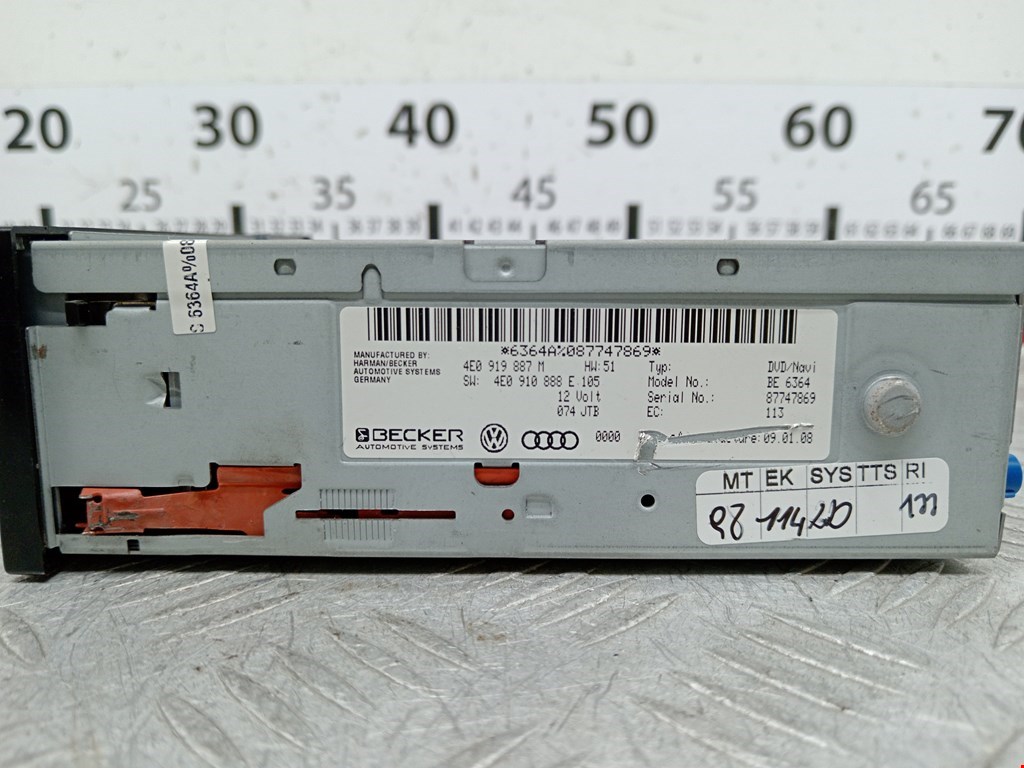 20 30 40 50 60 70
25 35 45 55 65
6364A%08
*6364A%087747869*
MANUFACTURED BY:
HARMAN/BECKER
AUTOMOTIVE SYSTEMS
GERMANY
4E0 919 887 M HW:51
SW: 4E0 910 888 E 105
12 Volt
074 JTB
Typ: DVD/Navi
Model No.: BE 6364
Serial No.: 87747869
EC: 113
BECKER
AUTOMOTIVE SYSTEMS
0000
09.01.08
MT EK SYS TTS RI
98 11420